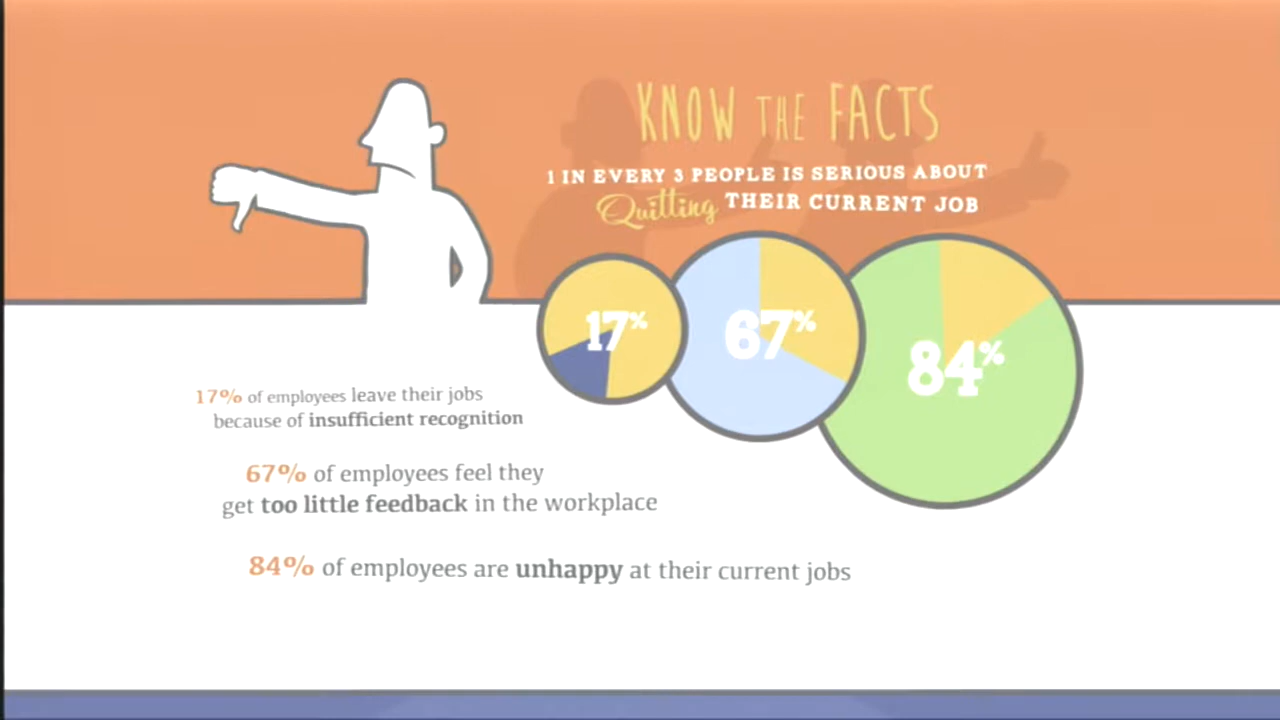 KNOW THE FACTS
1 IN EVERY 3 PEOPLE IS SERIOUS ABOUT
Quitting THEIR CURRENT JOB
17%
67%
84%
17% of employees leave their jobs
because of insufficient recognition
67% of employees feel they
get too little feedback in the workplace
84% of employees are unhappy at their current jobs